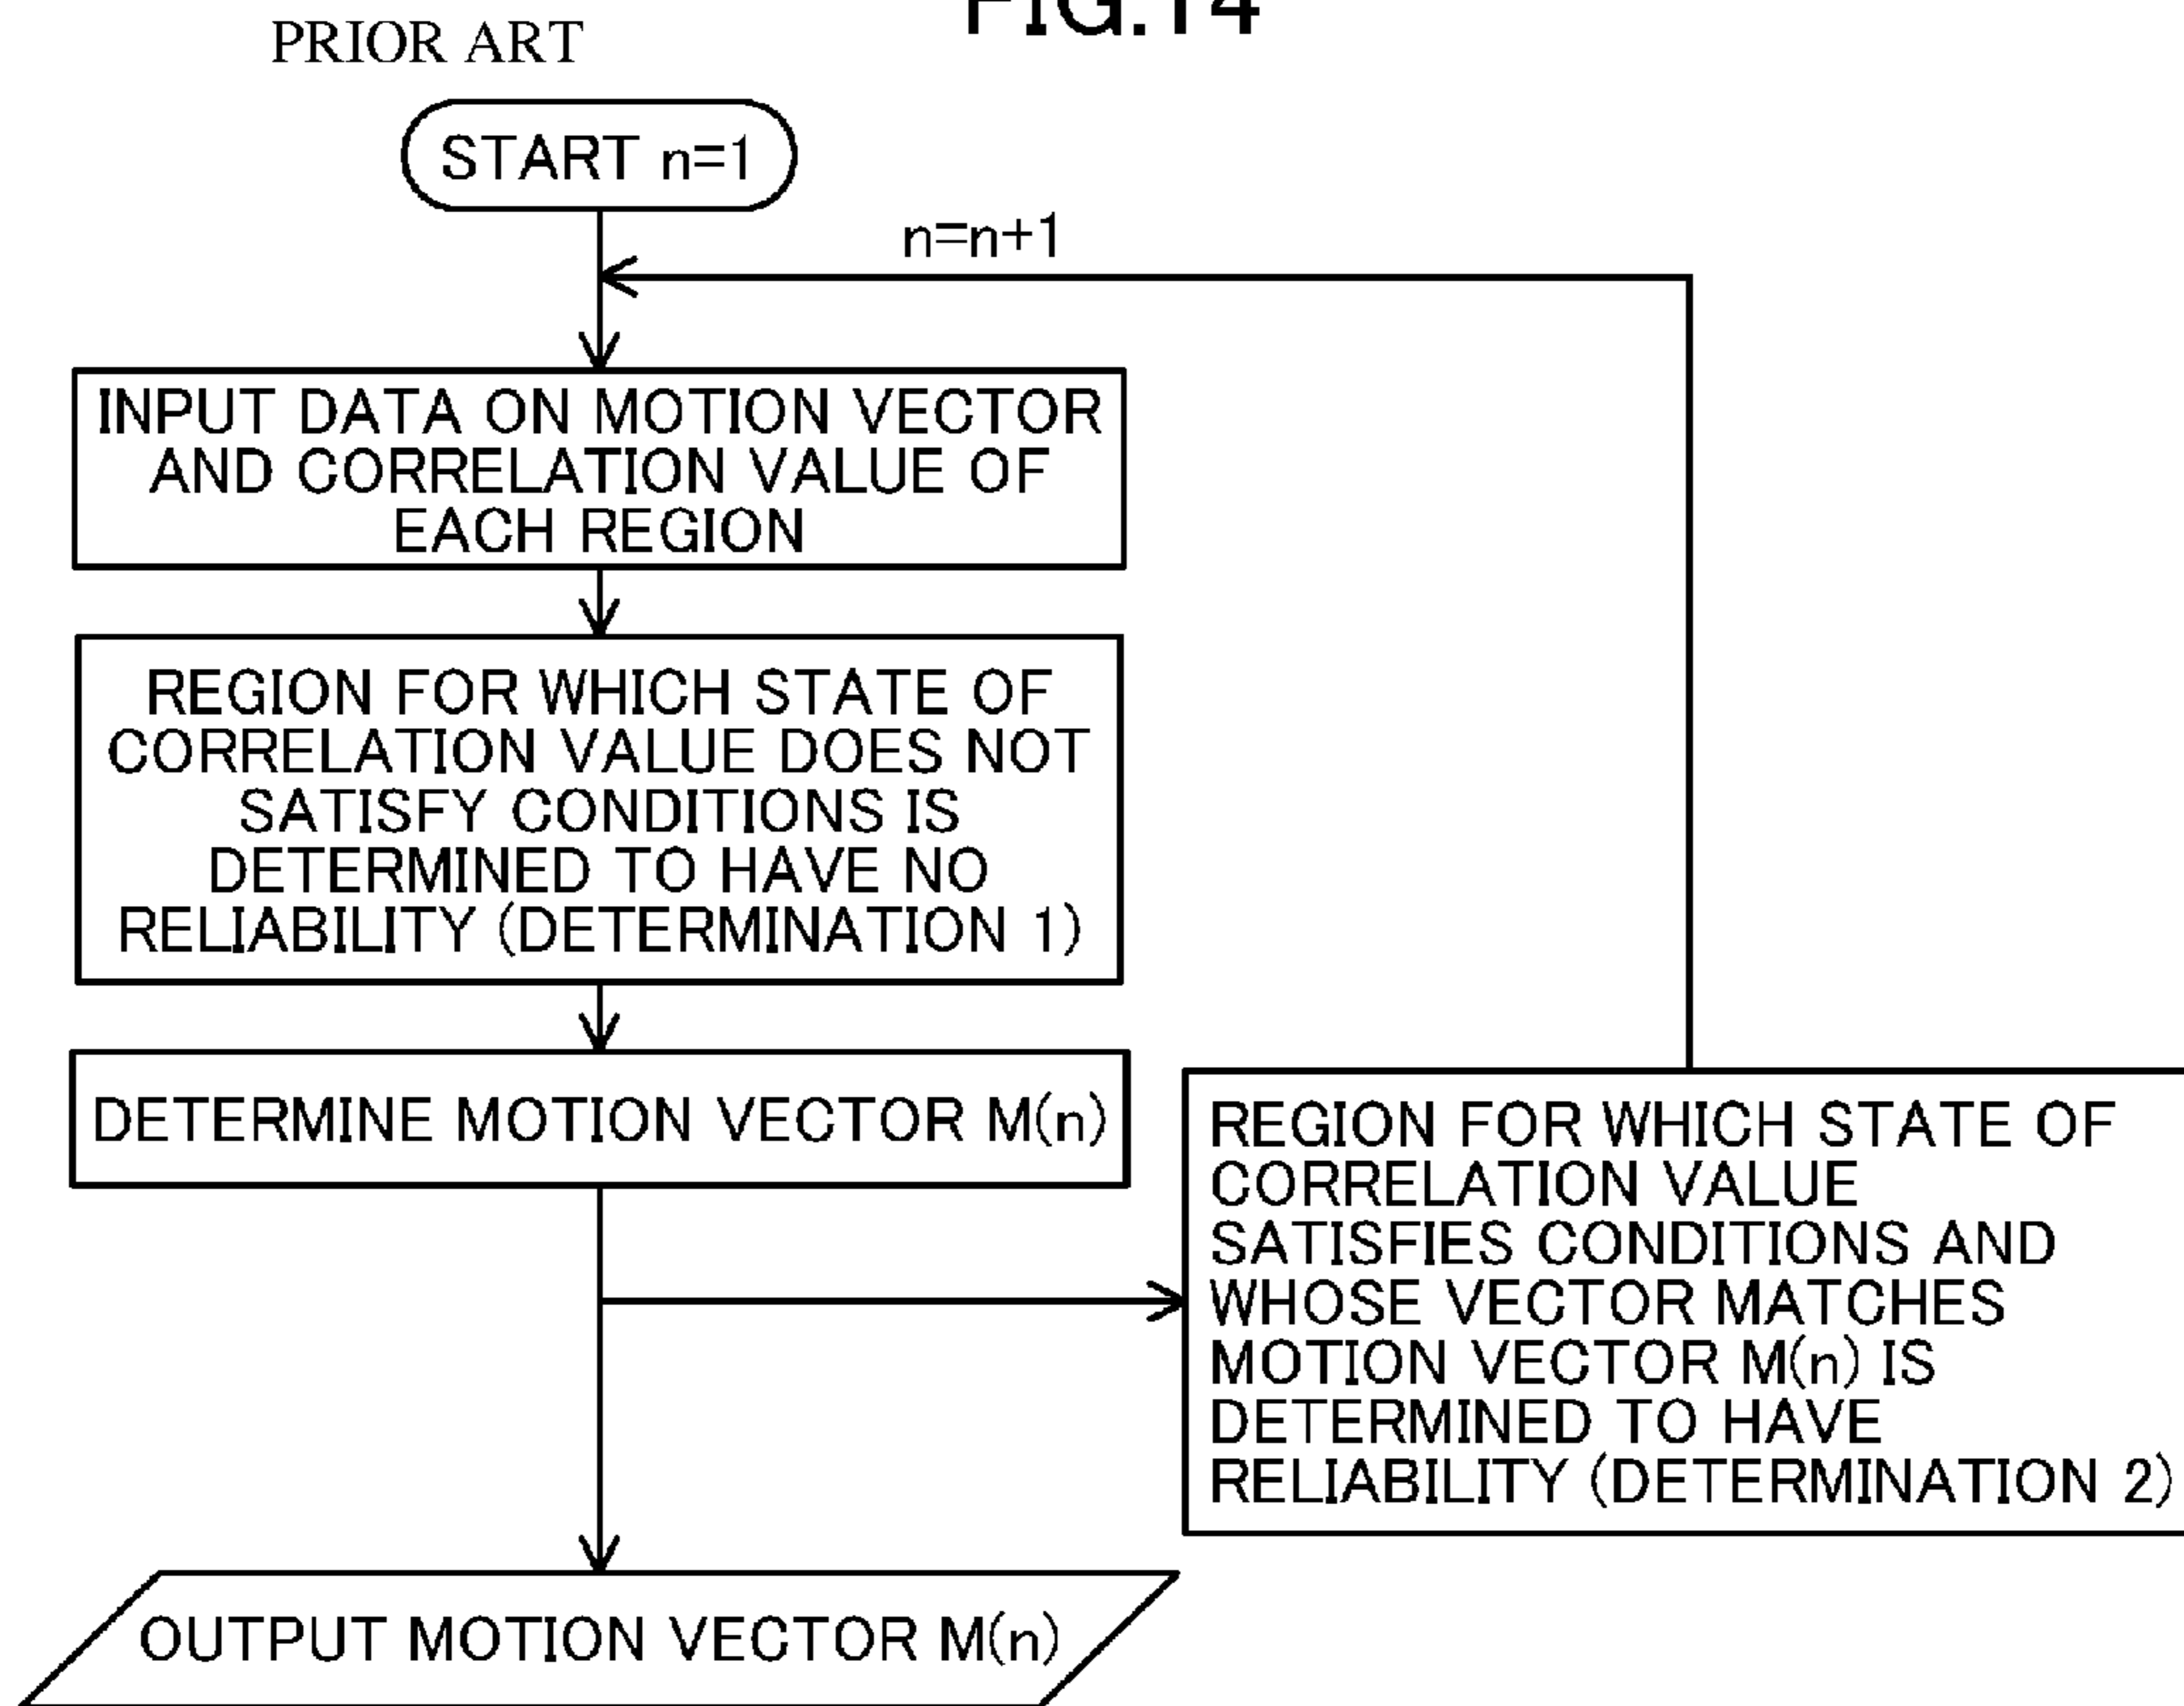 FIG.14
PRIOR ART
START n=1
n=n+1
INPUT DATA ON MOTION VECTOR
AND CORRELATION VALUE OF
EACH REGION
REGION FOR WHICH STATE OF
CORRELATION VALUE DOES NOT
SATISFY CONDITIONS IS
DETERMINED TO HAVE NO
RELIABILITY (DETERMINATION 1)
DETERMINE MOTION VECTOR M(n)
REGION FOR WHICH STATE OF
CORRELATION VALUE
SATISFIES CONDITIONS AND
WHOSE VECTOR MATCHES
MOTION VECTOR M(n) IS
DETERMINED TO HAVE
RELIABILITY (DETERMINATION 2)
OUTPUT MOTION VECTOR M(n)